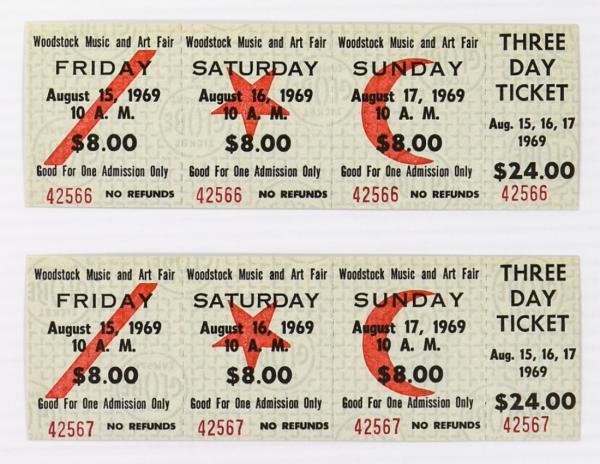 Woodstock Music and Art Fair
FRIDAY
August 15, 1969
10 A. M.
$8.00
Good For One Admission Only
42566 NO REFUNDS
Woodstock Music and Art Fair
SATURDAY
August 16, 1969
10 A. M.
$8.00
Good For One Admission Only
42566 NO REFUNDS
Woodstock Music and Art Fair
SUNDAY
August 17, 1969
10 A. M.
$8.00
Good For One Admission Only
42566 NO REFUNDS
THREE
DAY
TICKET
Aug. 15, 16, 17
1969
$24.00
42566
Woodstock Music and Art Fair
FRIDAY
August 15, 1969
10 A. M.
$8.00
Good For One Admission Only
42567 NO REFUNDS
Woodstock Music and Art Fair
SATURDAY
August 16, 1969
10 A. M.
$8.00
Good For One Admission Only
42567 NO REFUNDS
Woodstock Music and Art Fair
SUNDAY
August 17, 1969
10 A. M.
$8.00
Good For One Admission Only
42567 NO REFUNDS
THREE
DAY
TICKET
Aug. 15, 16, 17
1969
$24.00
42567